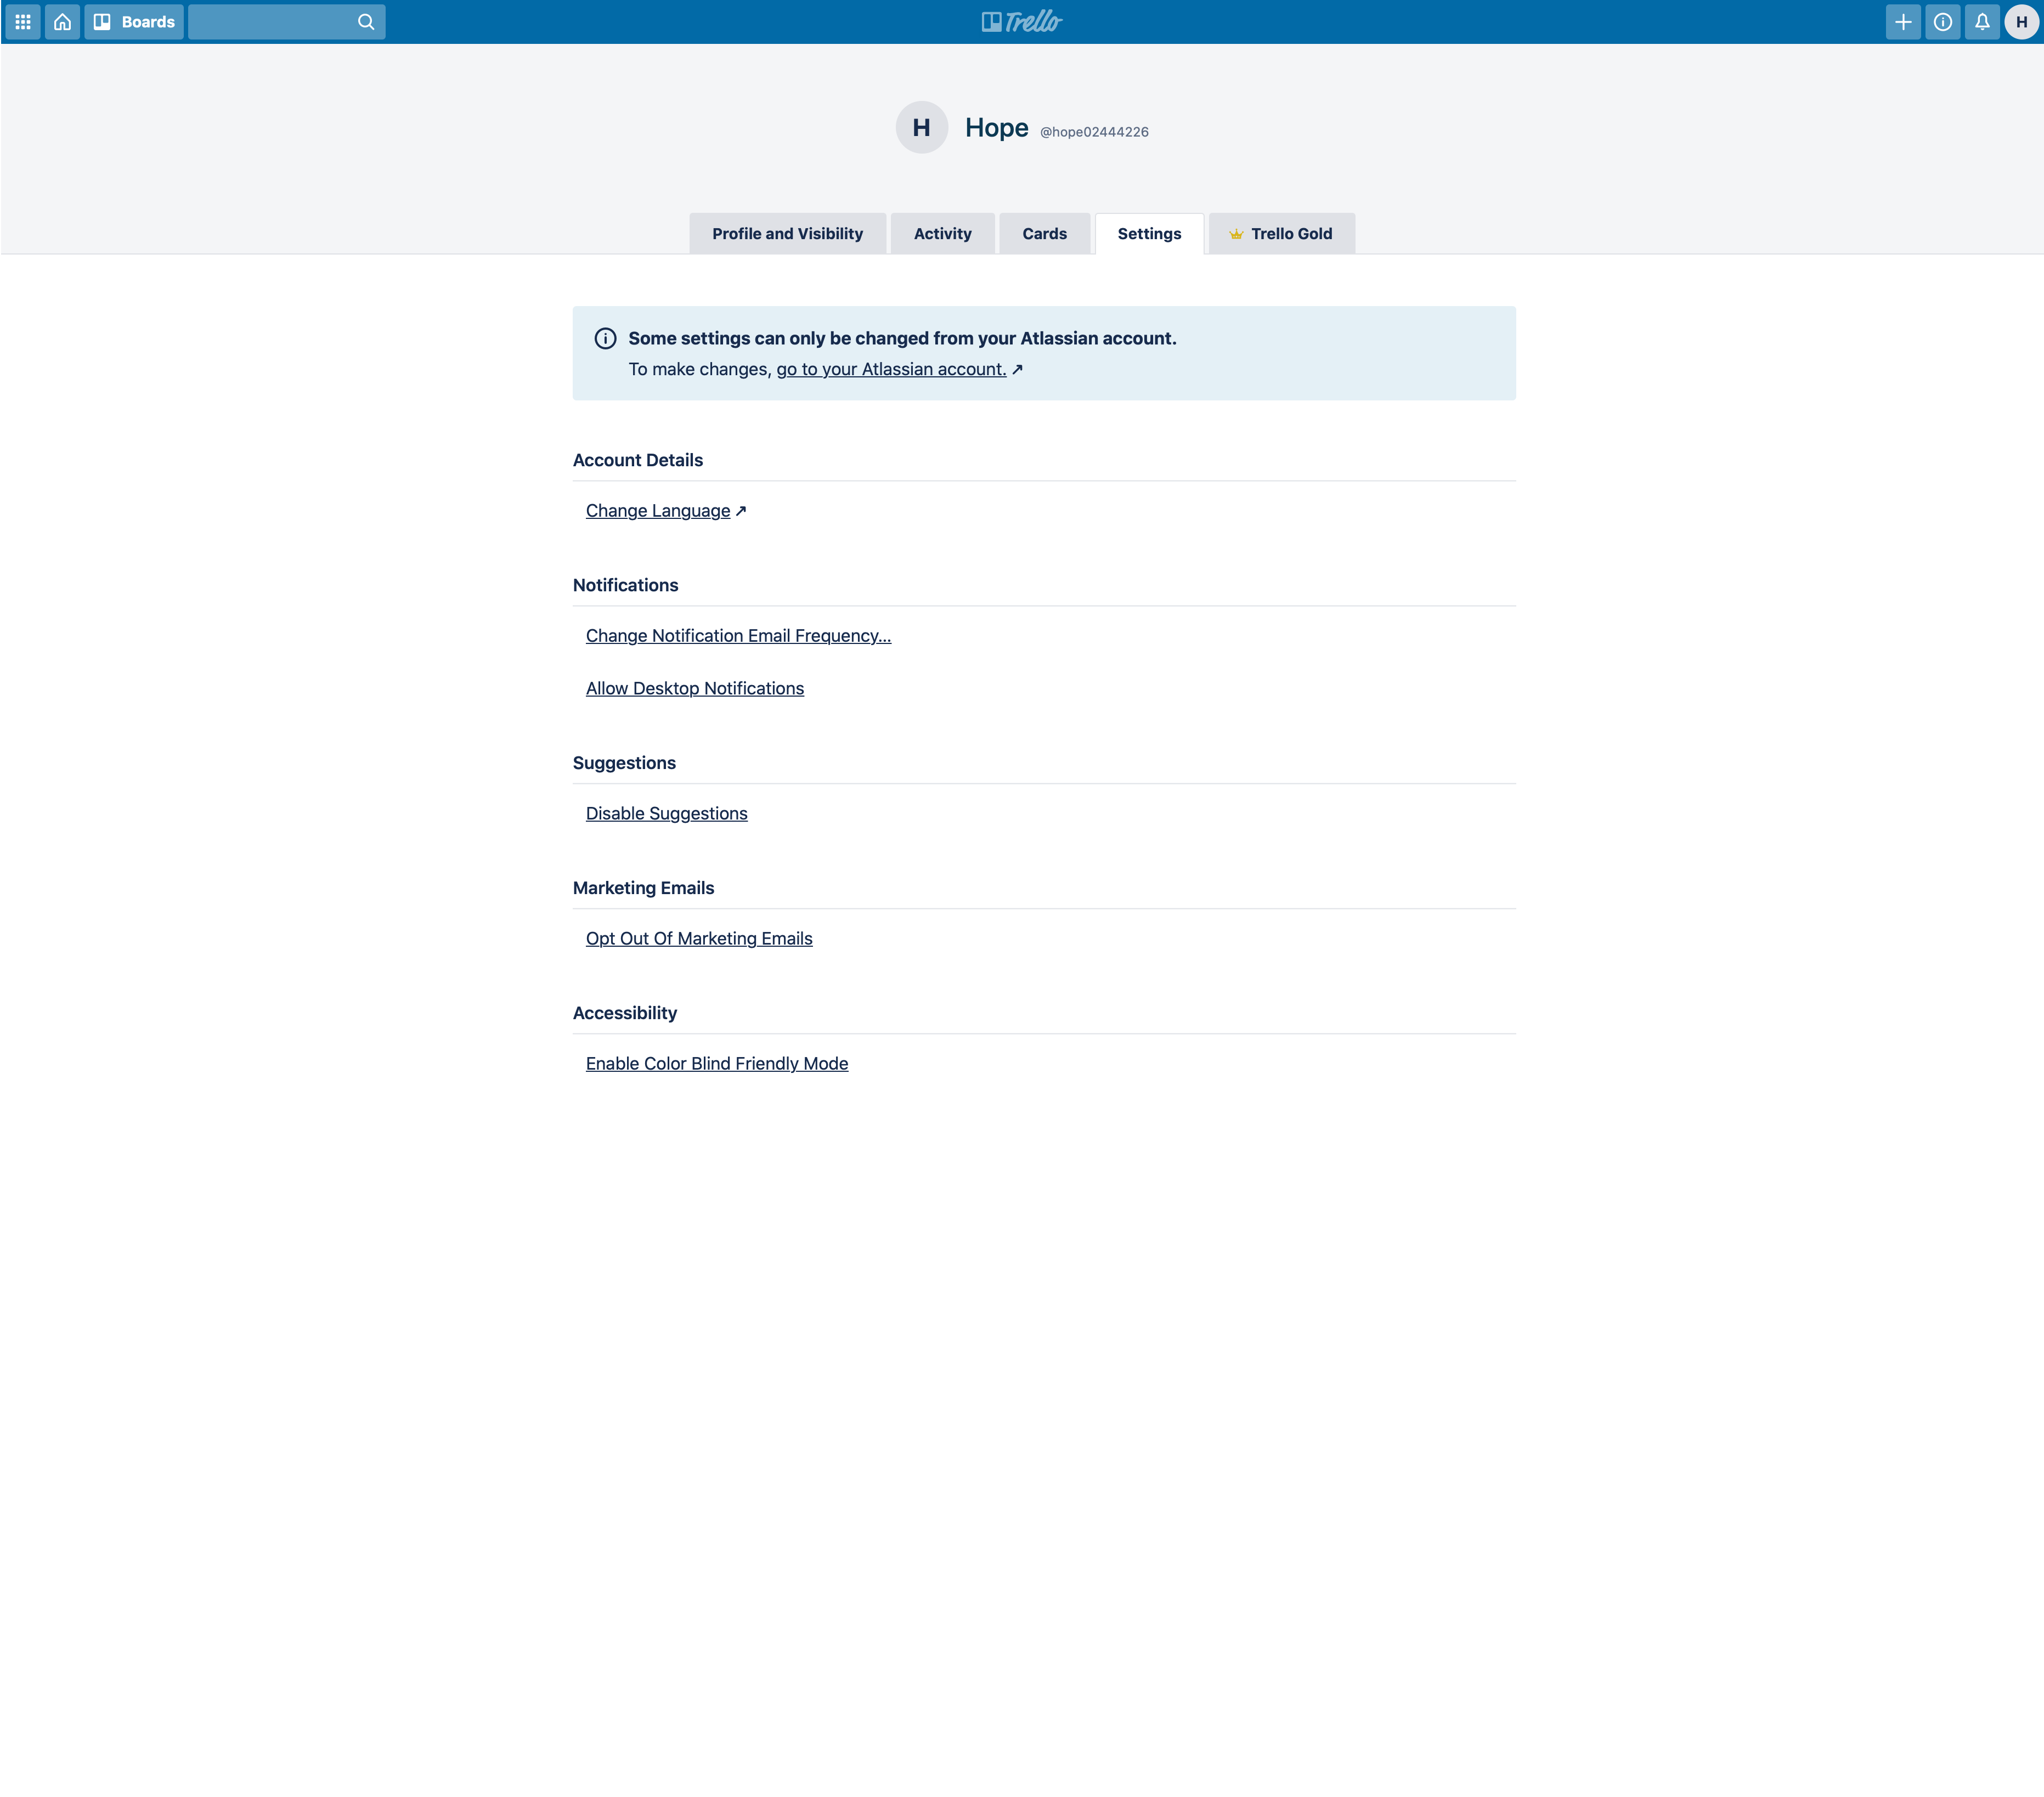 Boards
Trello
H
H
Hope @hope02444226
Profile and Visibility
Activity
Cards
Settings
Trello Gold
Some settings can only be changed from your Atlassian account.
To make changes, go to your Atlassian account. ↗
Account Details
Change Language ↗
Notifications
Change Notification Email Frequency...
Allow Desktop Notifications
Suggestions
Disable Suggestions
Marketing Emails
Opt Out Of Marketing Emails
Accessibility
Enable Color Blind Friendly Mode